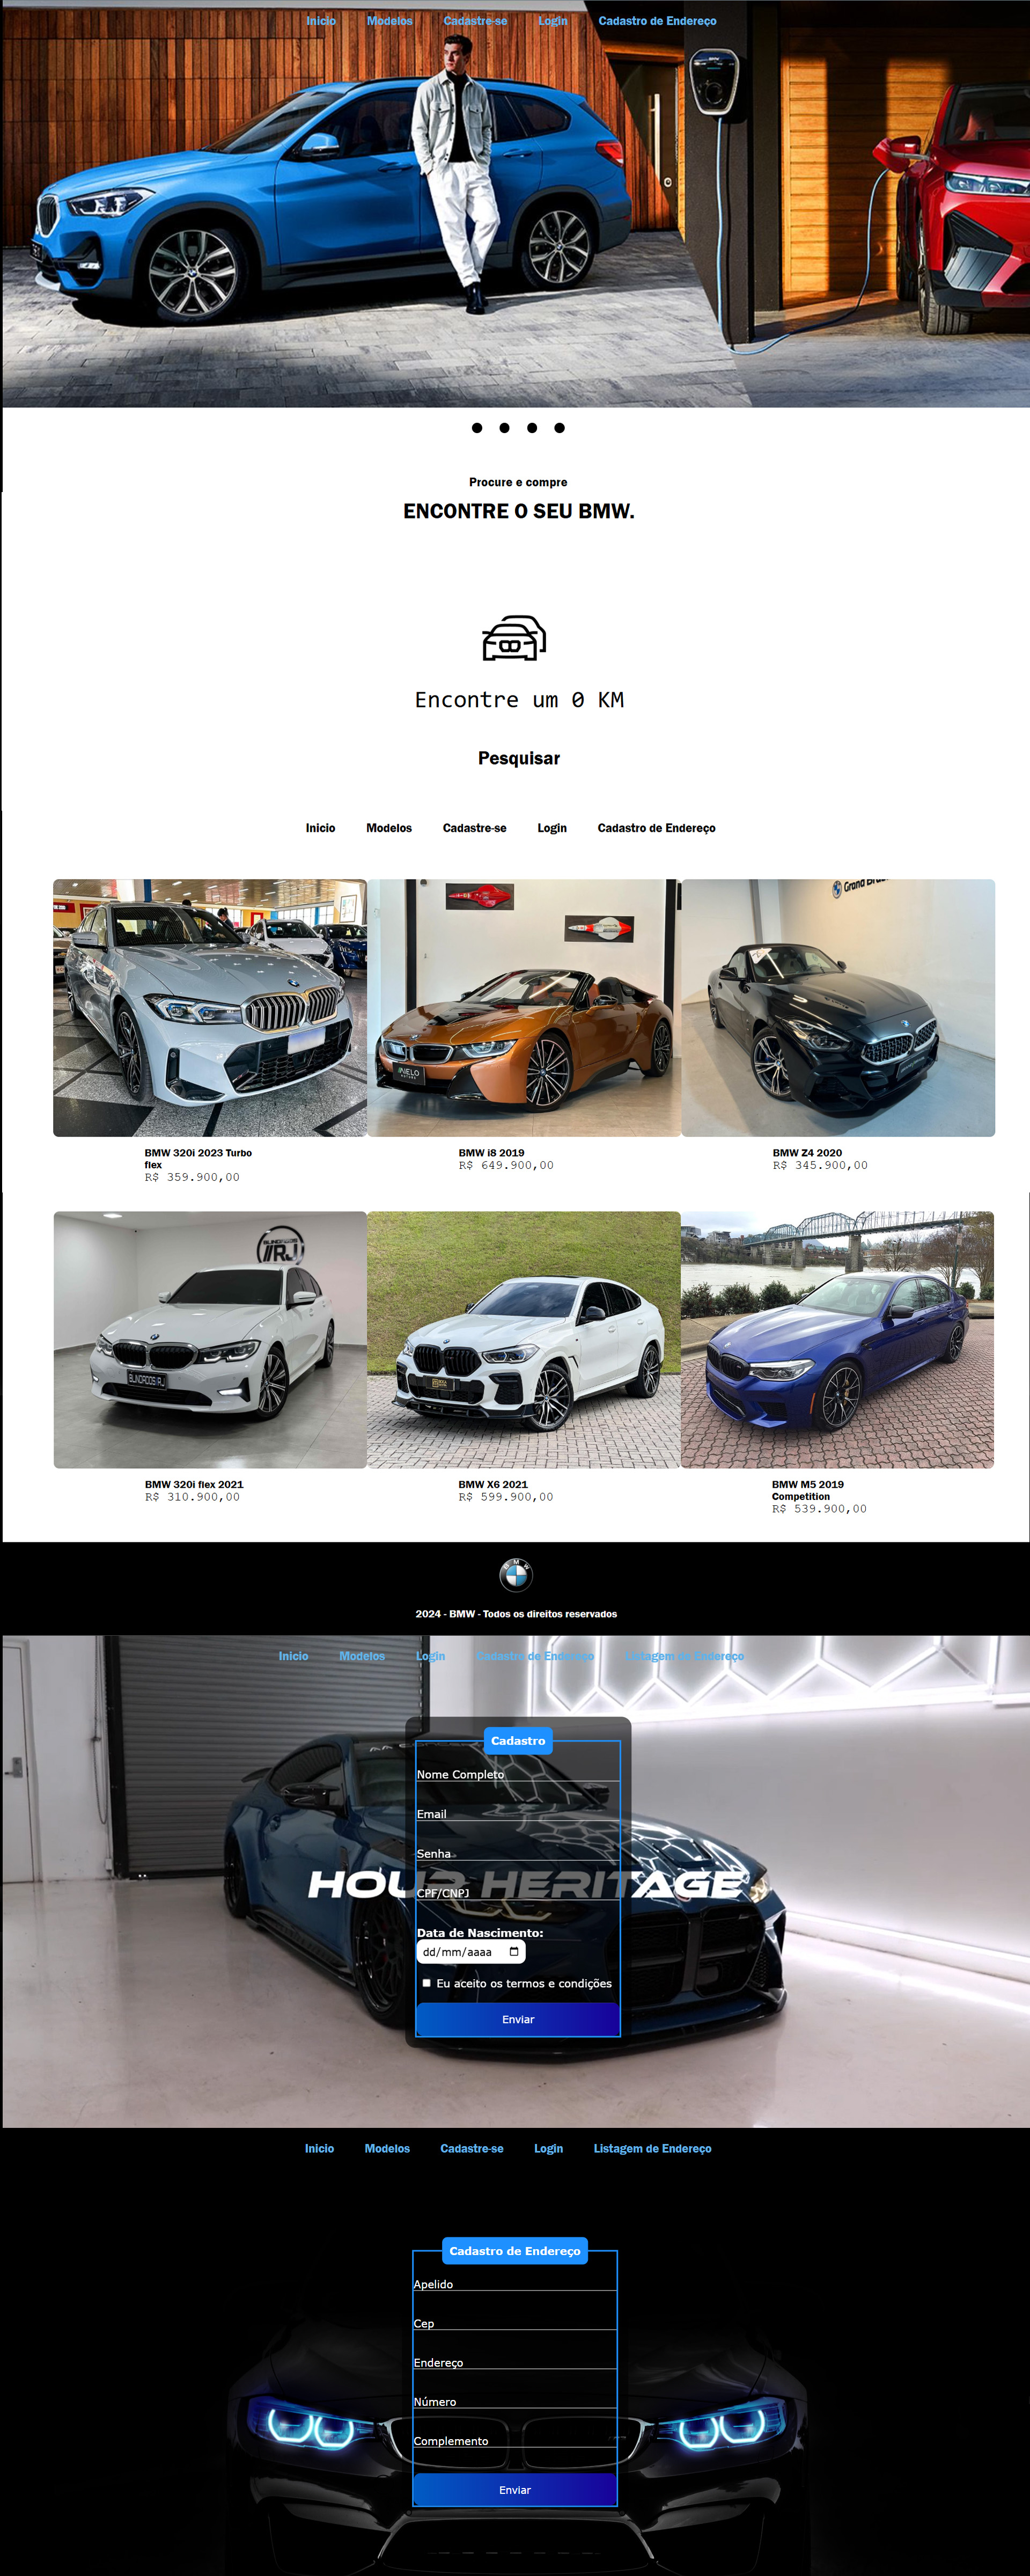 Inicio Modelos Cadastre-se Login Cadastro de Endereço
Procure e compre
ENCONTRE O SEU BMW.
Encontre um 0 KM
Pesquisar
Inicio Modelos Cadastre-se Login Cadastro de Endereço
BMW 320i 2023 Turbo
flex
R$ 359.900,00
BMW i8 2019
R$ 649.900,00
BMW Z4 2020
R$ 345.900,00
BLINDADOS
RJ
BLINDADOS RJ
BMW 320i flex 2021
R$ 310.900,00
BMW X6 2021
R$ 599.900,00
BMW M5 2019
Competition
R$ 539.900,00
BMW
2024 - BMW - Todos os direitos reservados
Inicio Modelos Login Cadastro de Endereço Listagem de Endereço
Cadastro
Nome Completo
Email
Senha
HOUR HERITAGE
CPF/CNPJ
Data de Nascimento:
dd/mm/aaaa
Eu aceito os termos e condições
Enviar
Inicio Modelos Cadastre-se Login Listagem de Endereço
Cadastro de Endereço
Apelido
Cep
Endereço
Número
Complemento
Enviar